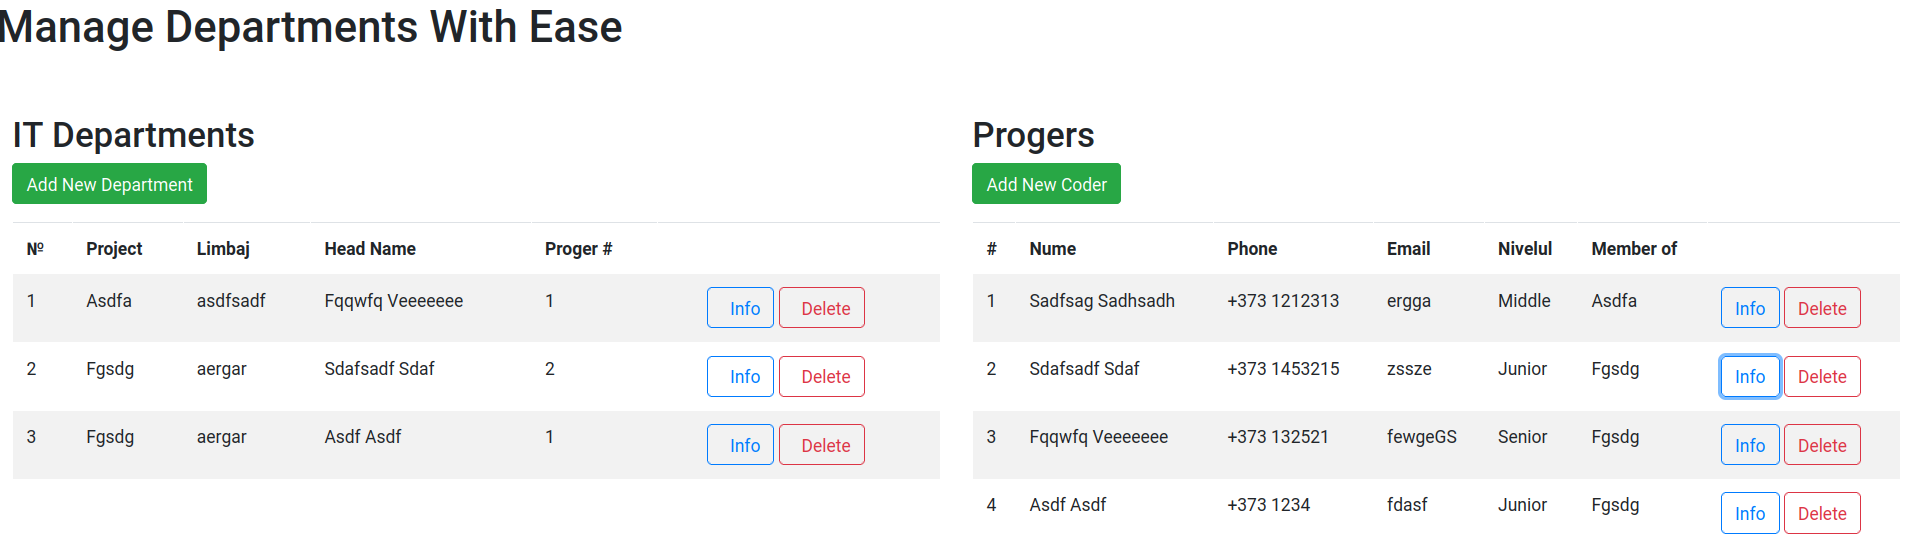 Manage Departments With Ease
IT Departments
Add New Department
№ Project Limbaj Head Name Proger #
1 Asdfa asdfsadf Fqqwfq Veeeeeee 1 Info Delete
2 Fgsdg aergar Sdafsadf Sdaf 2 Info Delete
3 Fgsdg aergar Asdf Asdf 1 Info Delete
Progers
Add New Coder
# Nume Phone Email Nivelul Member of
1 Sadfsag Sadhsadh +373 1212313 ergga Middle Asdfa Info Delete
2 Sdafsadf Sdaf +373 1453215 zssze Junior Fgsdg Info Delete
3 Fqqwfq Veeeeeee +373 132521 fewgeGS Senior Fgsdg Info Delete
4 Asdf Asdf +373 1234 fdasf Junior Fgsdg Info Delete